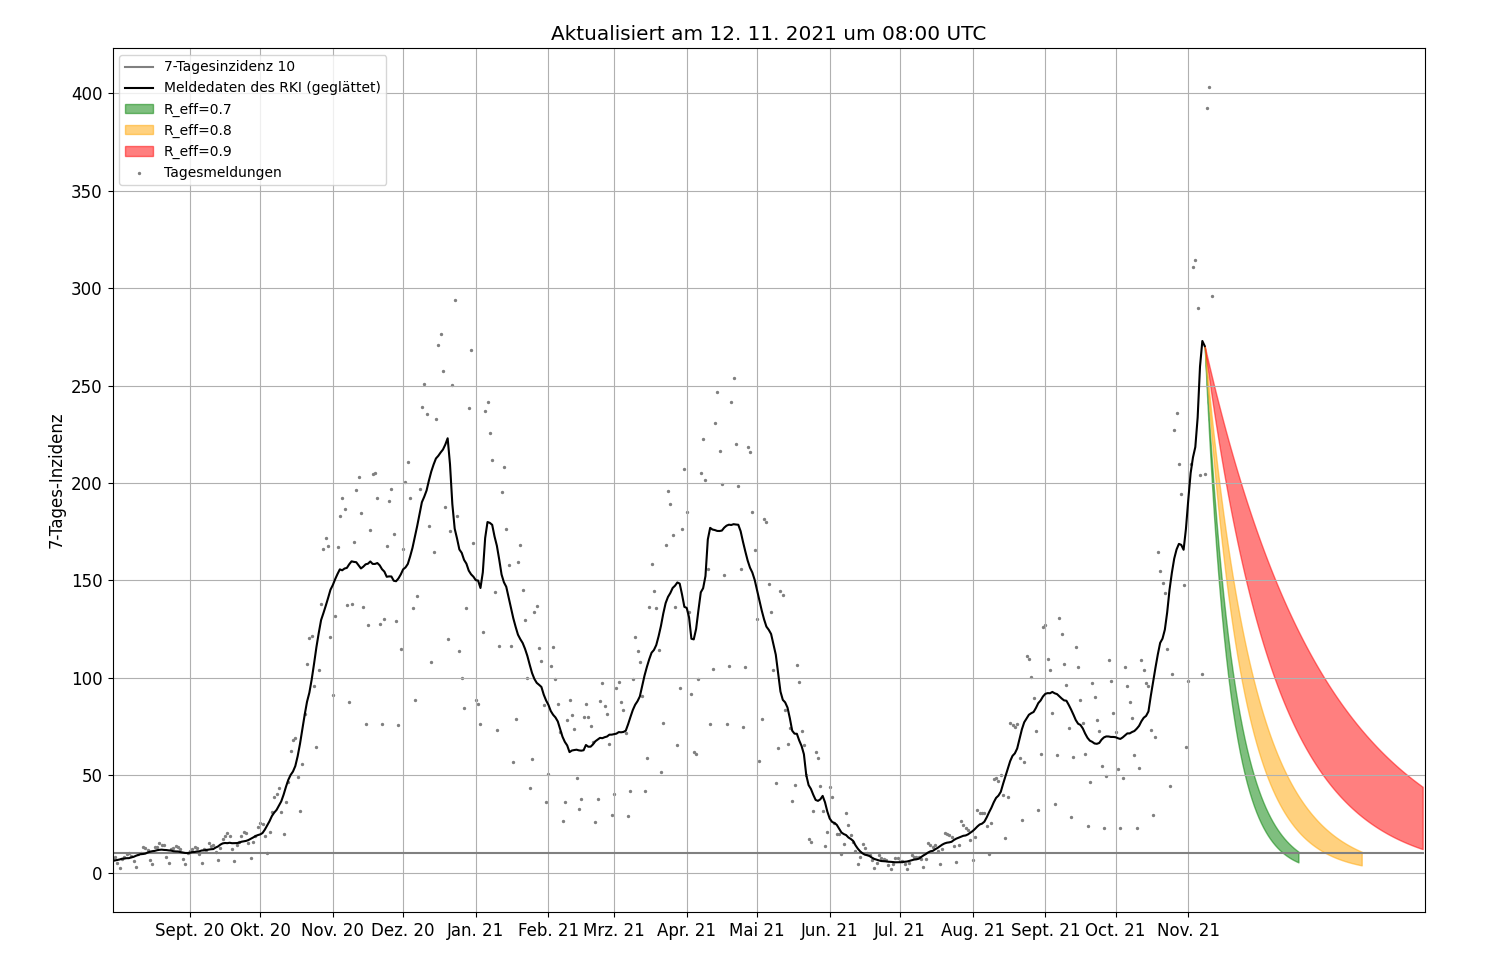 Aktualisiert am 12. 11. 2021 um 08:00 UTC
7-Tagesinzidenz 10
Meldedaten des RKI (geglättet)
R_eff=0.7
R_eff=0.8
R_eff=0.9
Tagesmeldungen
7-Tages-Inzidenz
400
350
300
250
200
150
100
50
0
Sept. 20 Okt. 20 Nov. 20 Dez. 20 Jan. 21 Feb. 21 Mrz. 21 Apr. 21 Mai 21 Jun. 21 Jul. 21 Aug. 21 Sept. 21 Oct. 21 Nov. 21